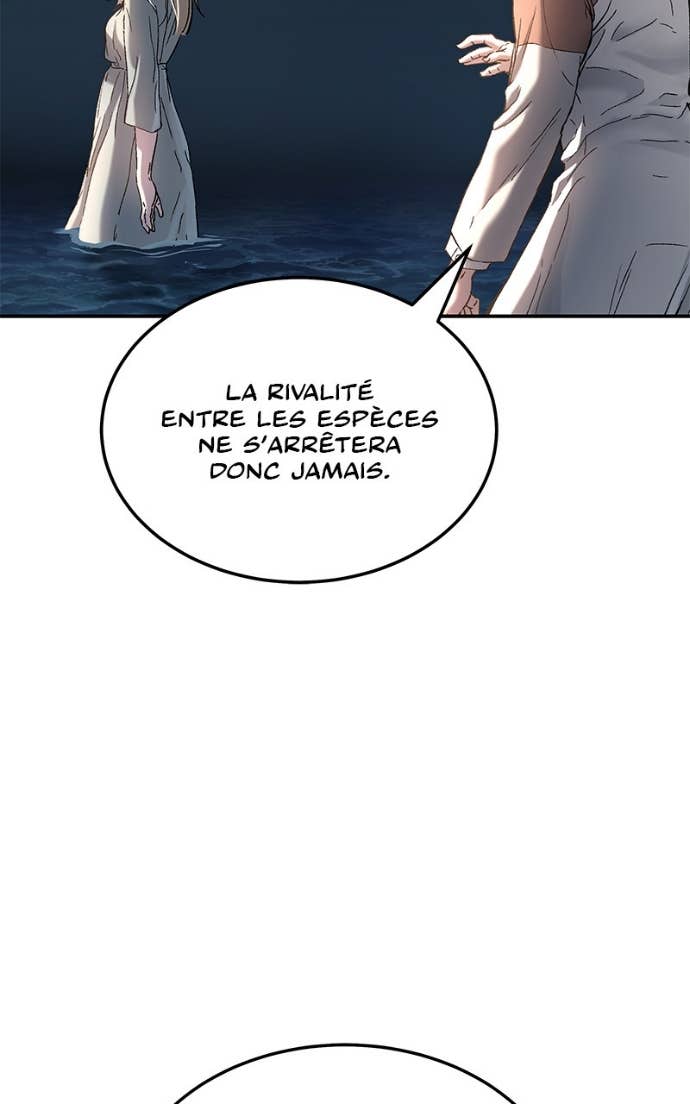 LA RIVALITÉ
ENTRE LES ESPÈCES
NE S'ARRÊTERA
DONC JAMAIS.